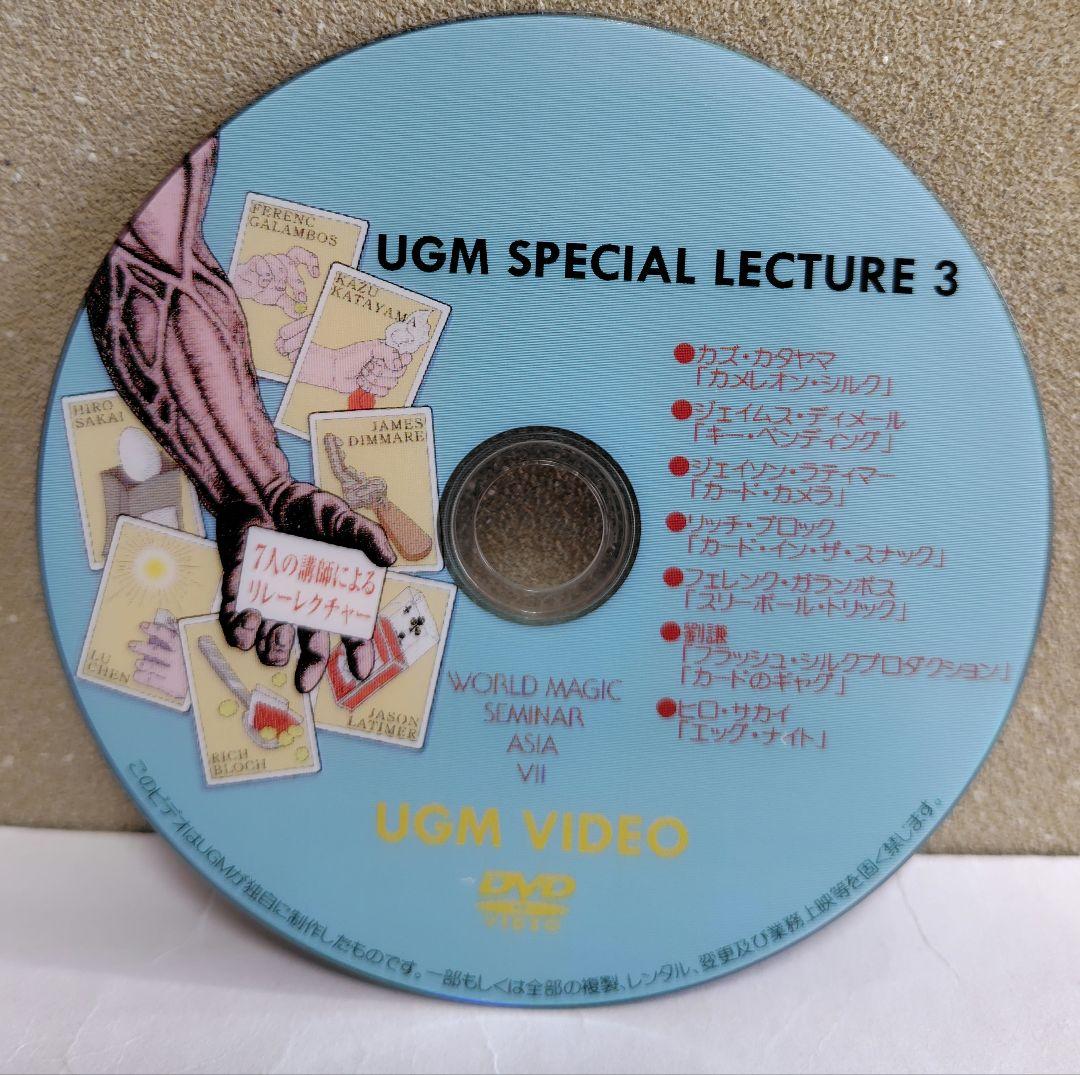 UGM SPECIAL LECTURE 3
FERENC
GALAMBOS
KAZU
KATAYAMA
JAMES
DIMMARE
HIRO
SAKAI
7人の講師による
リレーレクチャー
LU
CHEN
RICH
BLOCH
JASON
LATIMER
●カズ・カタヤマ
「カメレオン・シルク」
●ジェイムス・ディメール
「キー・ベンディング」
●ジェイソン・ラティマー
「カード・カメラ」
●リッチ・ブロック
「カード・イン・ザ・スナック」
●フェレンク・ガランボス
「スリーボール・トリック」
●劉謙
「フラッシュ・シルクプロダクション」
「カードのギャグ」
●ヒロ・サカイ
「エッグ・ナイト」
WORLD MAGIC
SEMINAR
ASIA
VII
UGM VIDEO
DVD
VIDEO
このビデオはUGMが独自に制作したものです。一部もしくは全部の複製、レンタル、変更及び業務上映等を固く禁じます。